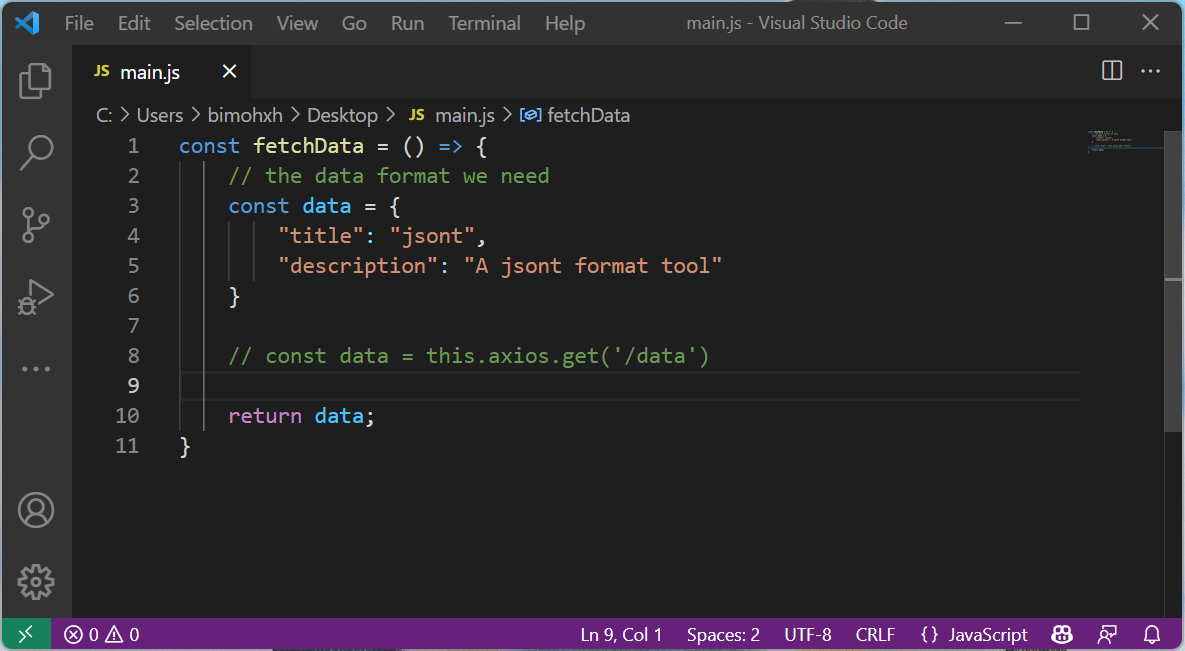 File Edit Selection View Go Run Terminal Help main.js - Visual Studio Code
JS main.js
C: > Users > bimohxh > Desktop > JS main.js > fetchData
1 const fetchData = () => {
2 // the data format we need
3 const data = {
4 "title": "jsont",
5 "description": "A jsont format tool"
6 }
7
8 // const data = this.axios.get('/data')
9
10 return data;
11 }
0 0 Ln 9, Col 1 Spaces: 2 UTF-8 CRLF {} JavaScript